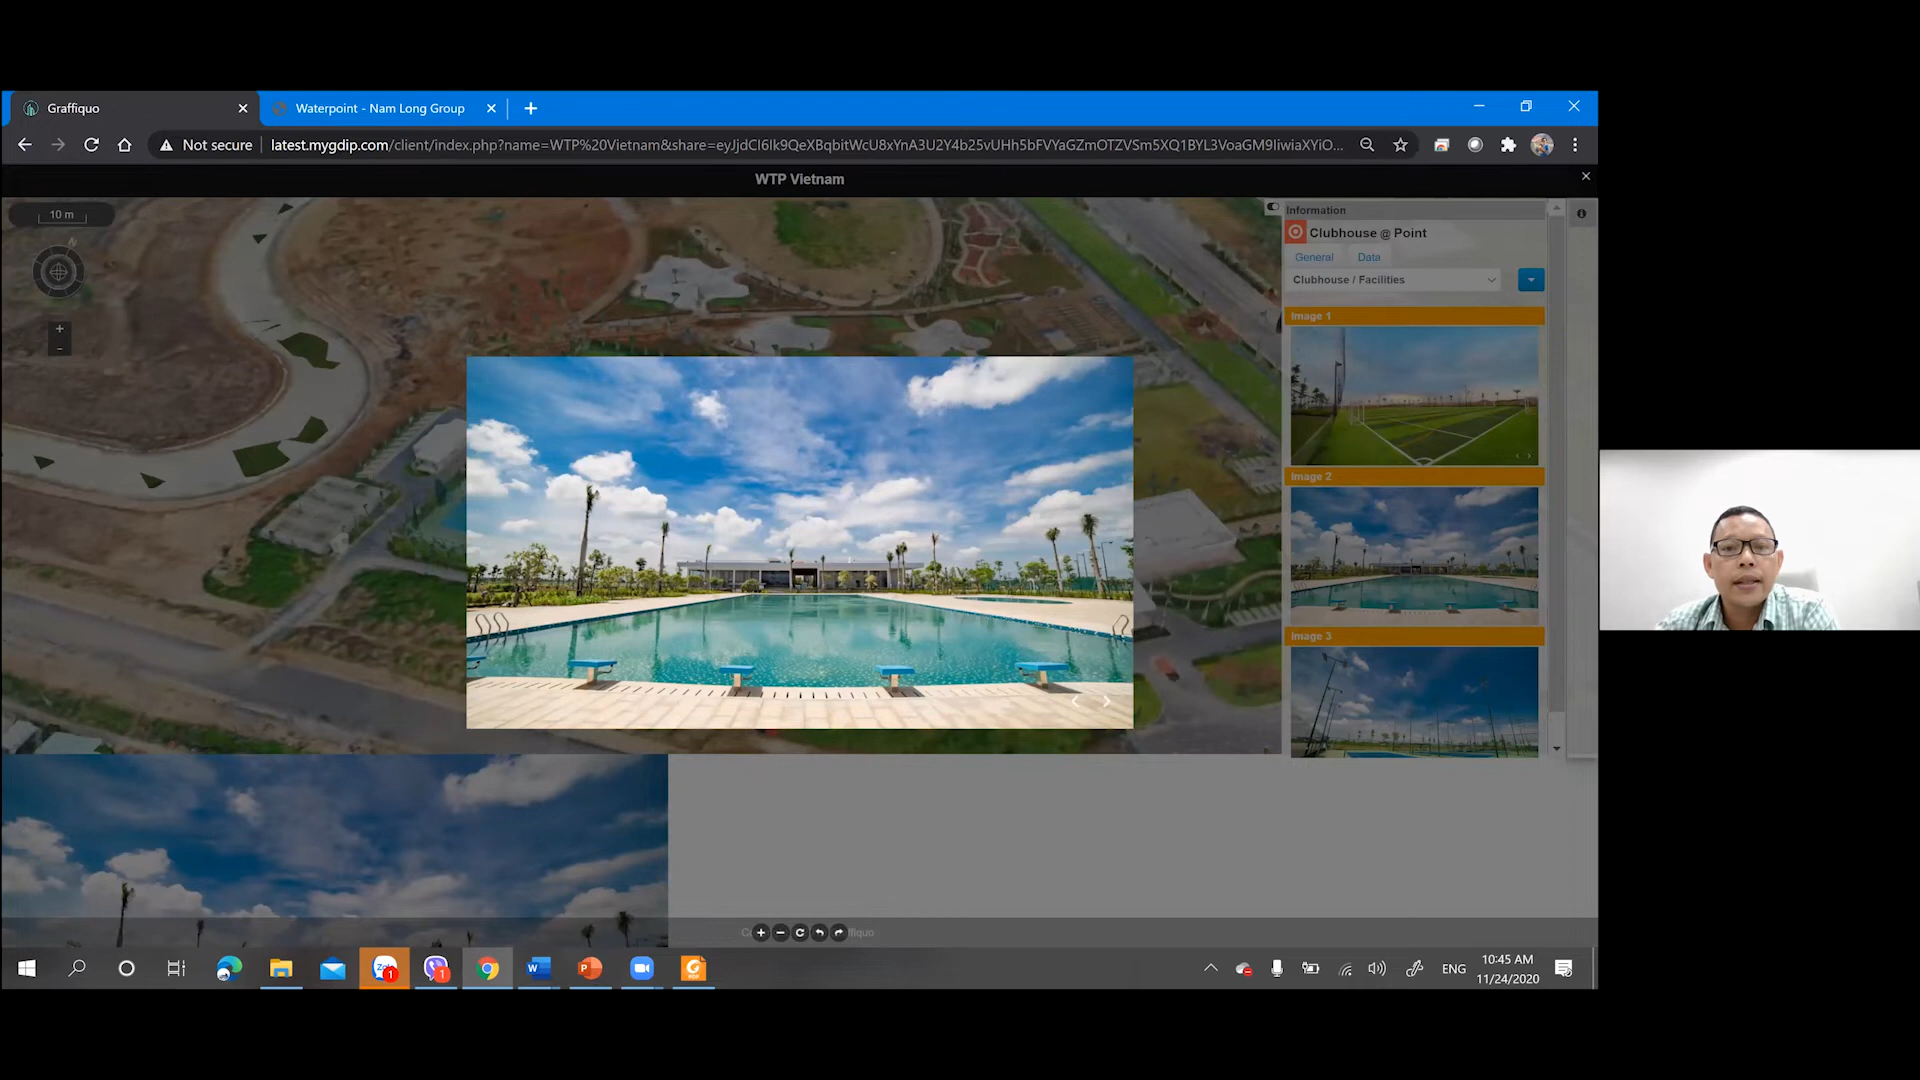 Graffiquo
Waterpoint - Nam Long Group
Not secure
latest.mygdip.com/client/index.php?name=WTP%20Vietnam&share=eyJjdCI6Ik9QeXBqbitWcU8xYnA3U2Y4b25vUHh5bFVYaGZmOTZVSm5XQ1BYL3VoaGM9IiwiaXYiO...
WTP Vietnam
10 m
N
Information
Clubhouse @ Point
General
Data
Clubhouse / Facilities
Image 1
Image 2
Image 3
1
1
ENG
10:45 AM
11/24/2020